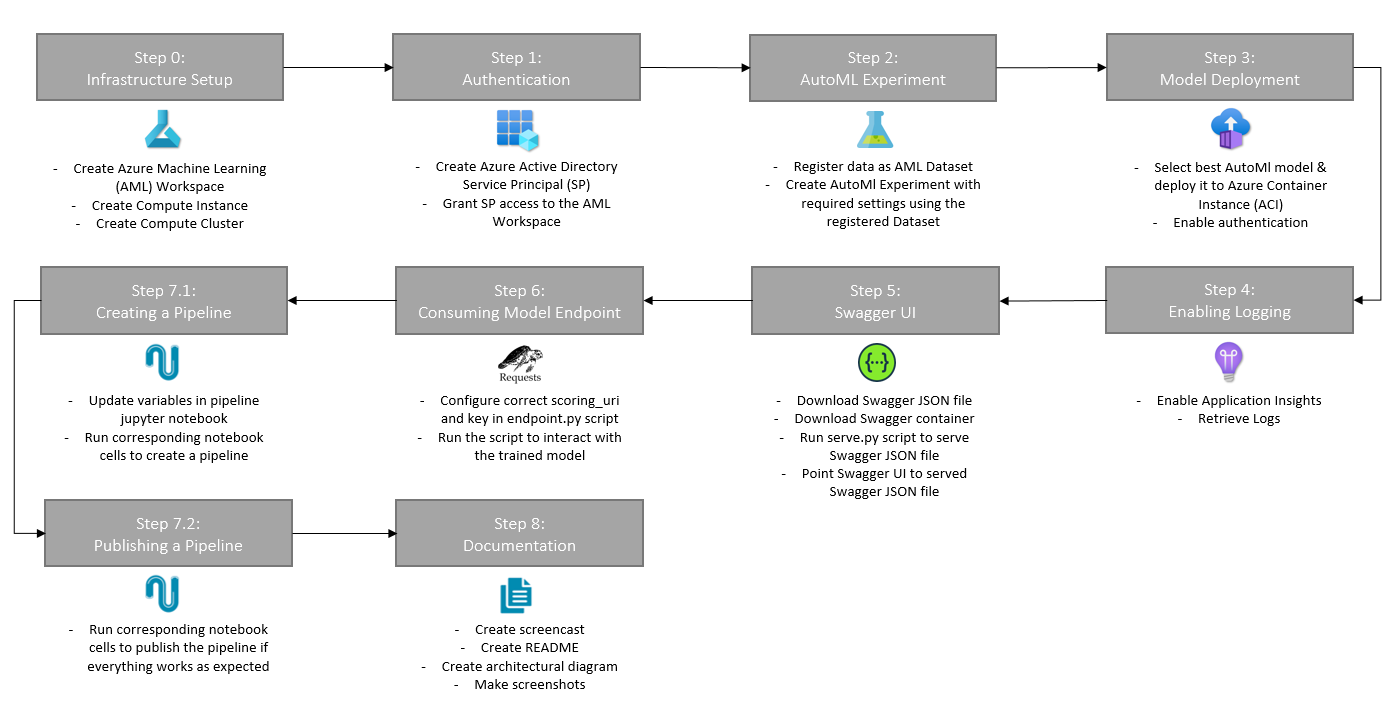 Step 0:
Infrastructure Setup
- Create Azure Machine Learning
(AML) Workspace
- Create Compute Instance
- Create Compute Cluster
Step 1:
Authentication
- Create Azure Active Directory
Service Principal (SP)
- Grant SP access to the AML
Workspace
Step 2:
AutoML Experiment
- Register data as AML Dataset
- Create AutoMl Experiment with
required settings using the
registered Dataset
Step 3:
Model Deployment
- Select best AutoMl model &
deploy it to Azure Container
Instance (ACI)
- Enable authentication
Step 4:
Enabling Logging
- Enable Application Insights
- Retrieve Logs
Step 5:
Swagger UI
{···}
- Download Swagger JSON file
- Download Swagger container
- Run serve.py script to serve
Swagger JSON file
- Point Swagger UI to served
Swagger JSON file
Step 6:
Consuming Model Endpoint
Requests
- Configure correct scoring_uri
and key in endpoint.py script
- Run the script to interact with
the trained model
Step 7.1:
Creating a Pipeline
- Update variables in pipeline
jupyter notebook
- Run corresponding notebook
cells to create a pipeline
Step 7.2:
Publishing a Pipeline
- Run corresponding notebook
cells to publish the pipeline if
everything works as expected
Step 8:
Documentation
- Create screencast
- Create README
- Create architectural diagram
- Make screenshots